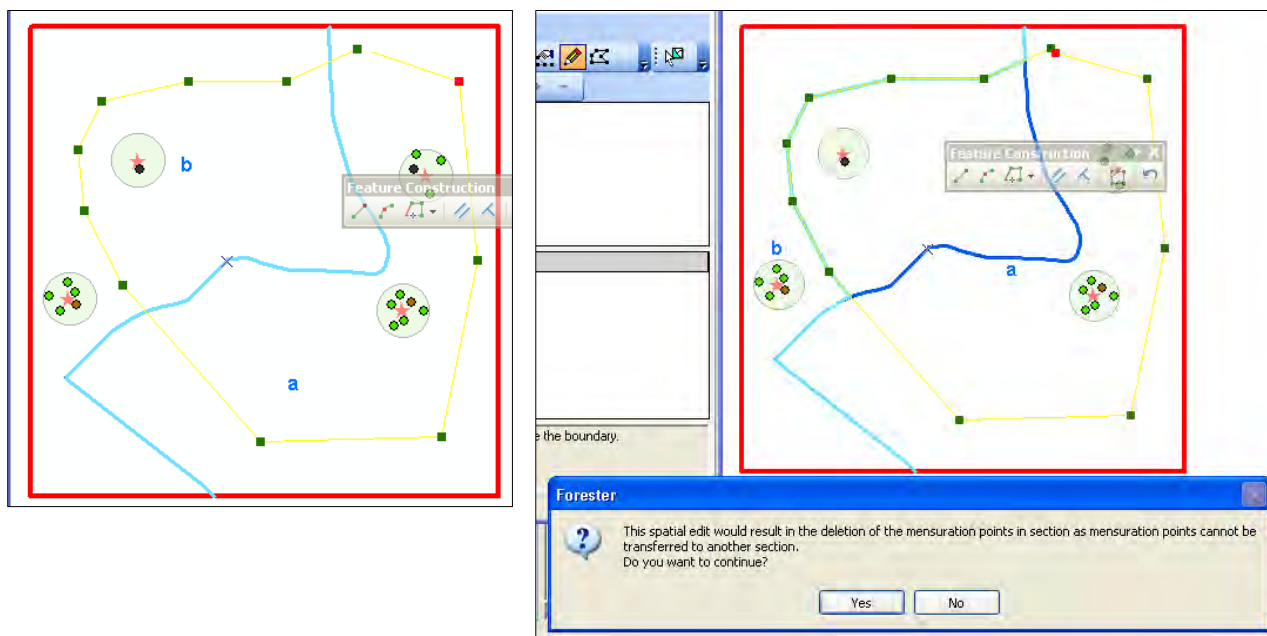 b
Feature Construction
a
Feature Construction
b
a
e the boundary.
Forester
This spatial edit would result in the deletion of the mensuration points in section as mensuration points cannot be
transferred to another section.
Do you want to continue?
Yes No